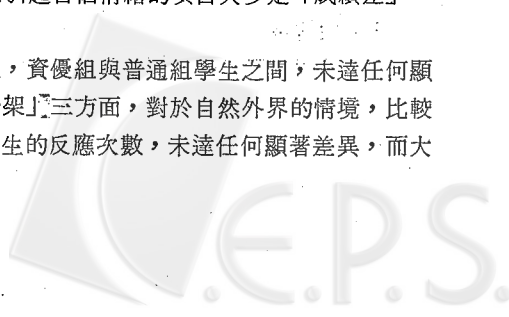 ，資優組與普通組學生之間，未達任何顯
架」三方面，對於自然外界的情境，比較
生的反應次數，未達任何顯著差異，而大
C.E.P.S.